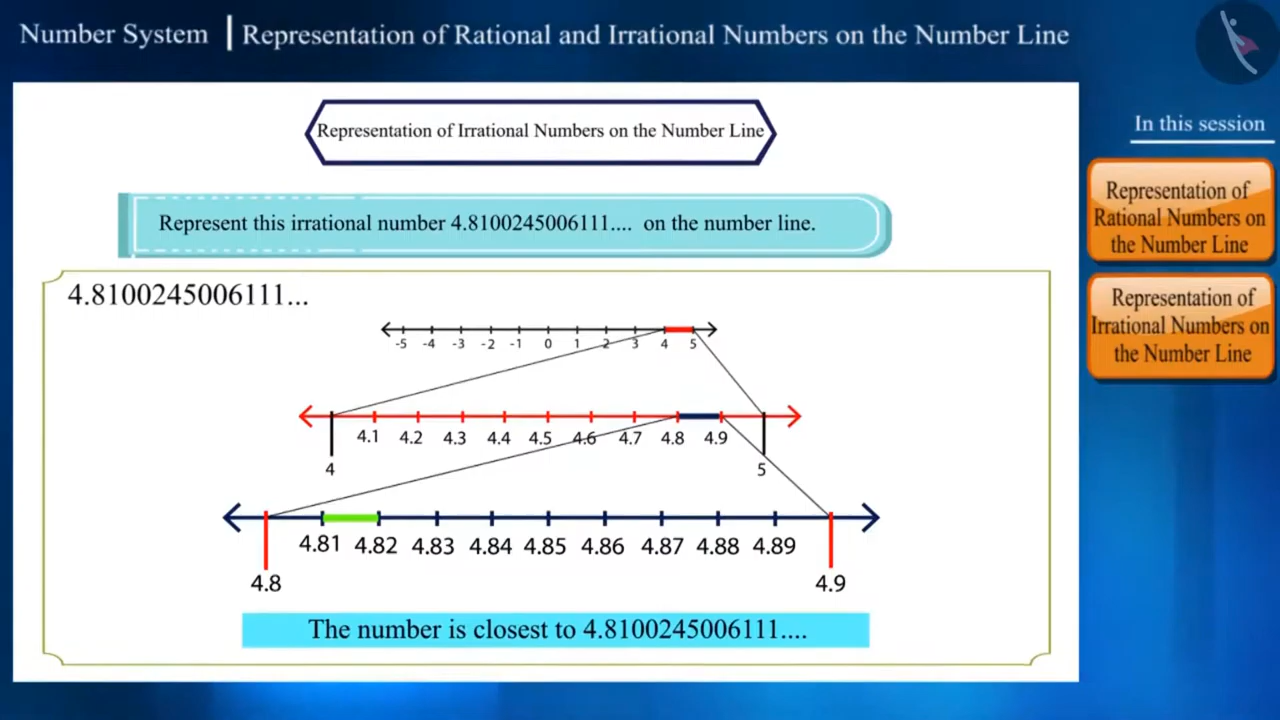 Number System | Representation of Rational and Irrational Numbers on the Number Line
In this session
Representation of
Rational Numbers on
the Number Line
Representation of
Irrational Numbers on
the Number Line
Representation of Irrational Numbers on the Number Line
Represent this irrational number 4.8100245006111.... on the number line.
4.8100245006111...
-5 -4 -3 -2 -1 0 1 2 3 4 5
4.1 4.2 4.3 4.4 4.5 4.6 4.7 4.8 4.9
4 5
4.81 4.82 4.83 4.84 4.85 4.86 4.87 4.88 4.89
4.8 4.9
The number is closest to 4.8100245006111....